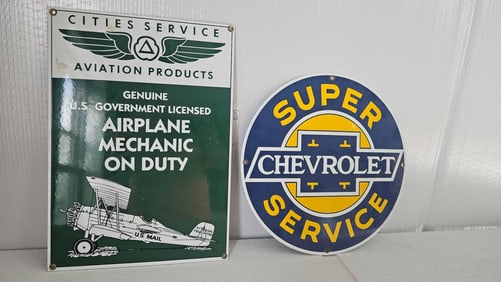 CITIES SERVICE
AVIATION PRODUCTS
GENUINE
U.S. GOVERNMENT LICENSED
AIRPLANE
MECHANIC
ON DUTY
U.S. MAIL
SUPER
CHEVROLET
SERVICE